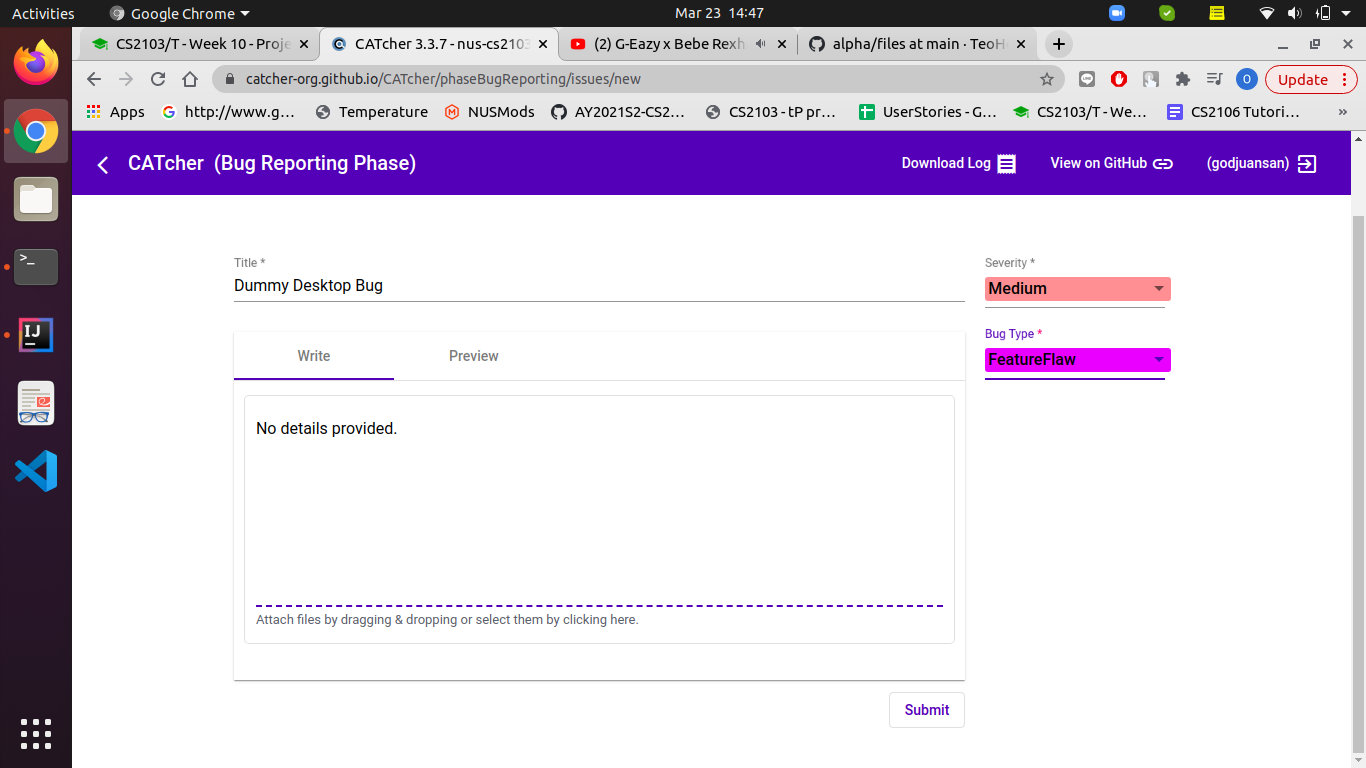 Activities Google Chrome Mar 23 14:47
CS2103/T - Week 10 - Proje CATcher 3.3.7 - nus-cs2103 (2) G-Eazy x Bebe Rexh alpha/files at main · TeoH
catcher-org.github.io/CATcher/phaseBugReporting/issues/new O Update
Apps http://www.g... Temperature NUSMods AY2021S2-CS2... CS2103 - tP pr... UserStories - G... CS2103/T - We... CS2106 Tutori... »
CATcher (Bug Reporting Phase) Download Log View on GitHub (godjuansan)
Title * Severity *
Dummy Desktop Bug Medium
Bug Type *
Write Preview FeatureFlaw
No details provided.
Attach files by dragging & dropping or select them by clicking here.
Submit